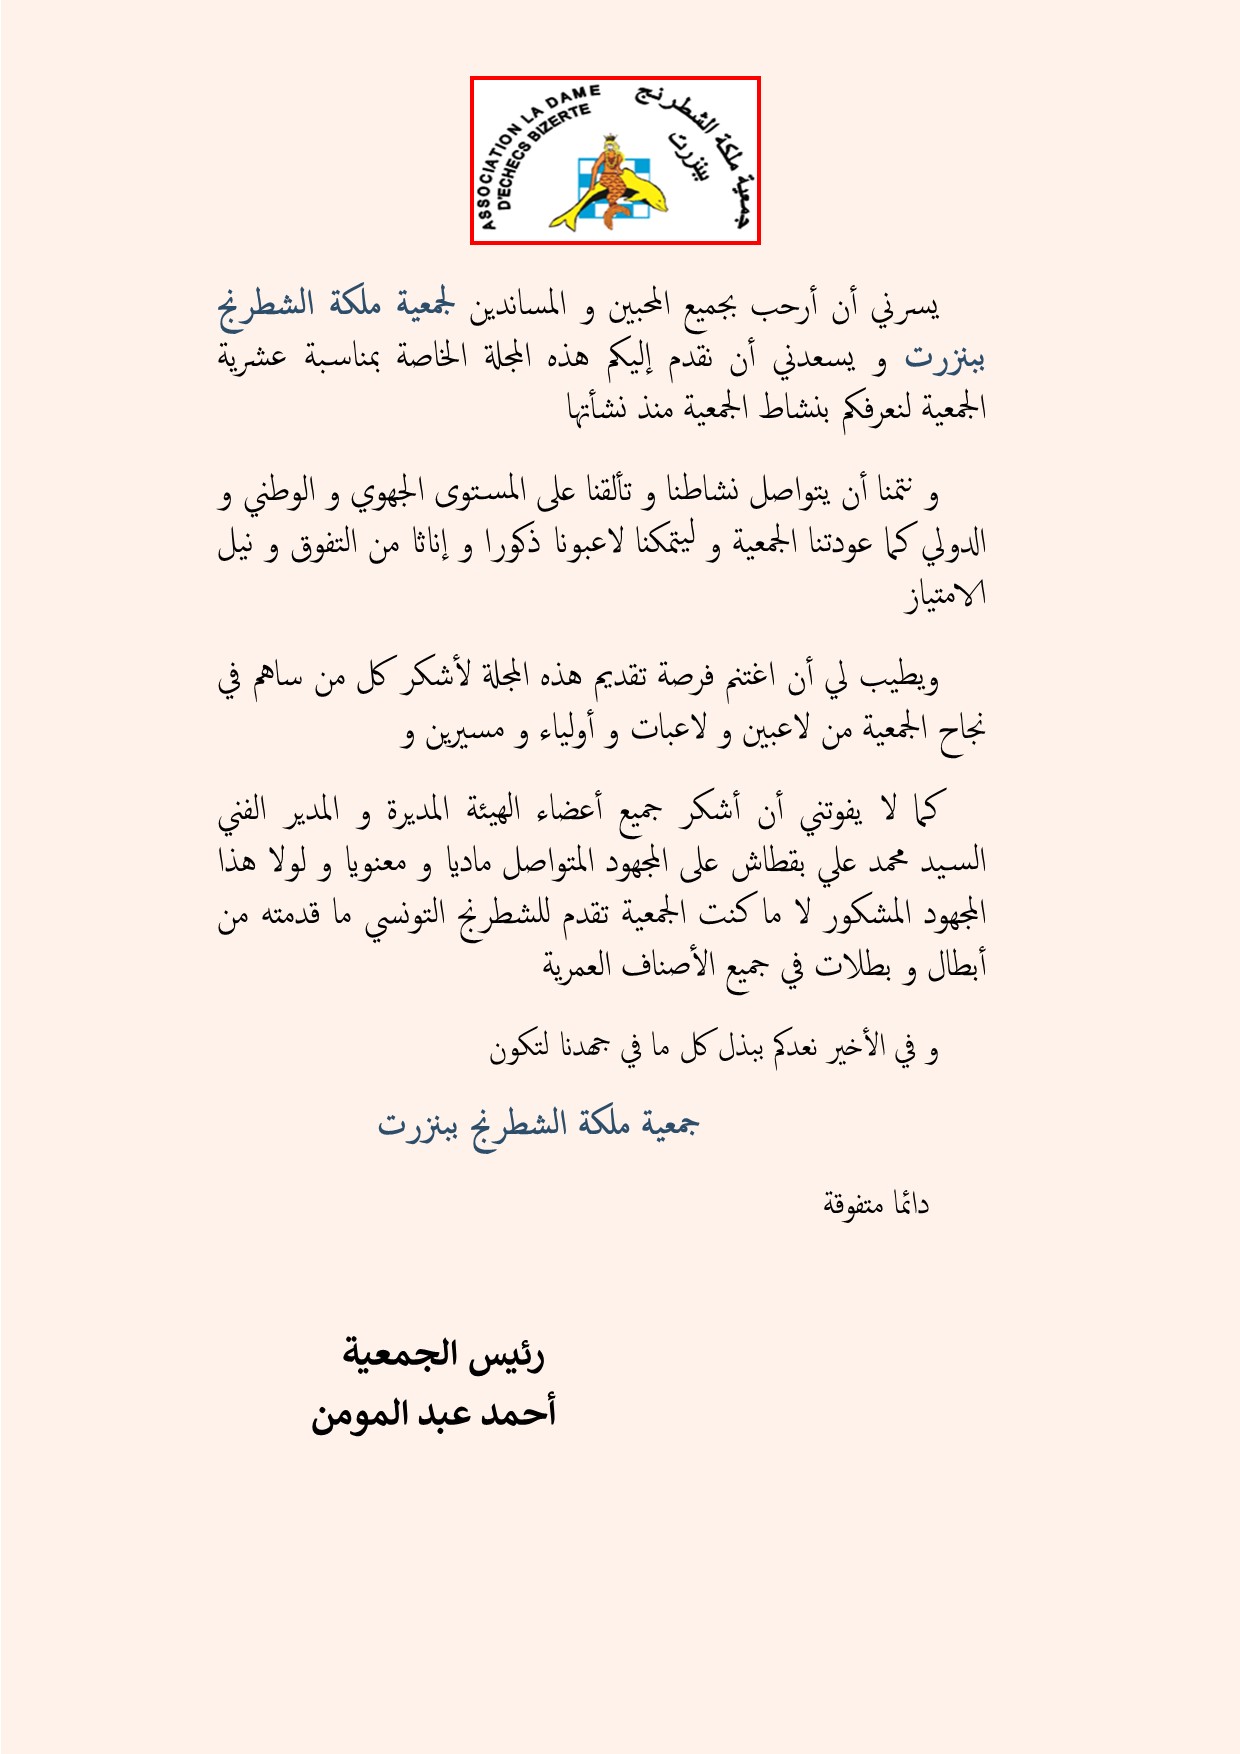 ASSOCIATION LA DAME
D'ECHECS BIZERTE
جمعية ملكة الشطرنج
ببنزرت
يسرني أن أرحب بجميع المحبين و المساندين لجمعية ملكة الشطرنج
ببنزرت و يسعدني أن نقدم إليكم هذه المجلة الخاصة بمناسبة عشرية
الجمعية لنعرفكم بنشاط الجمعية منذ نشأتها
و نتمنا أن يتواصل نشاطنا و تألقنا على المستوى الجهوي و الوطني و
الدولي كما عودتنا الجمعية و ليتمكنا لاعبونا ذكورا و إناثا من التفوق و نيل
الامتياز
ويطيب لي أن اغتنم فرصة تقديم هذه المجلة لأشكر كل من ساهم في
نجاح الجمعية من لاعبين و لاعبات و أولياء و مسيرين و
كما لا يفوتني أن أشكر جميع أعضاء الهيئة المديرة و المدير الفني
السيد محمد علي بقطاش على المجهود المتواصل ماديا و معنويا و لولا هذا
المجهود المشكور لا ما كنت الجمعية تقدم للشطرنج التونسي ما قدمته من
أبطال و بطلات في جميع الأصناف العمرية
و في الأخير نعدكم ببذل كل ما في جهدنا لتكون
جمعية ملكة الشطرنج ببنزرت
دائما متفوقة
رئيس الجمعية
أحمد عبد المومن